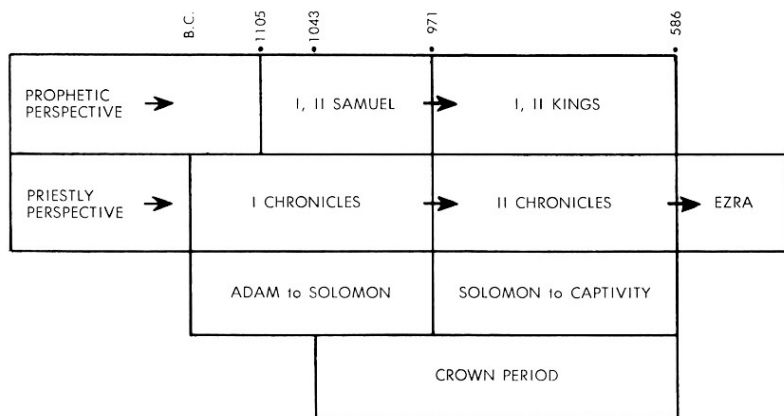 B.C.
1105
1043
971
586
PROPHETIC
PERSPECTIVE
I, II SAMUEL
I, II KINGS
PRIESTLY
PERSPECTIVE
I CHRONICLES
II CHRONICLES
EZRA
ADAM to SOLOMON
SOLOMON to CAPTIVITY
CROWN PERIOD